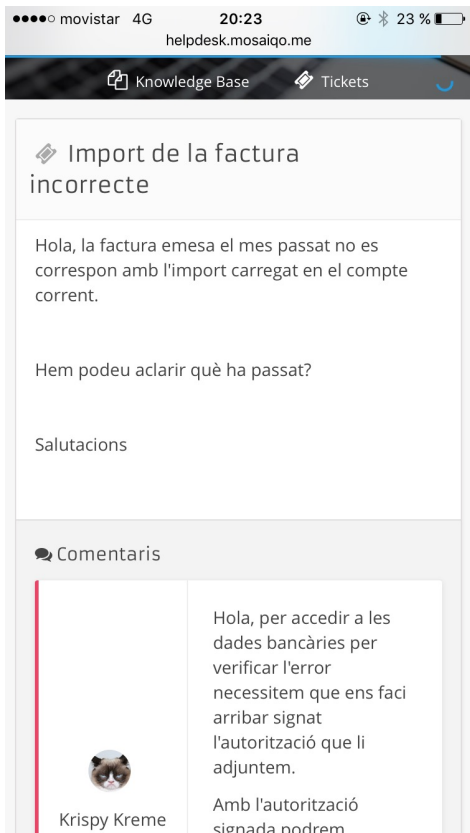 movistar 4G 20:23 23 %
helpdesk.mosaiqo.me
Knowledge Base Tickets
Import de la factura
incorrecte
Hola, la factura emesa el mes passat no es
correspon amb l'import carregat en el compte
corrent.
Hem podeu aclarir què ha passat?
Salutacions
Comentaris
Hola, per accedir a les
dades bancàries per
verificar l'error
necessitem que ens faci
arribar signat
l'autorització que li
adjuntem.
Krispy Kreme
Amb l'autorització
signada podrem